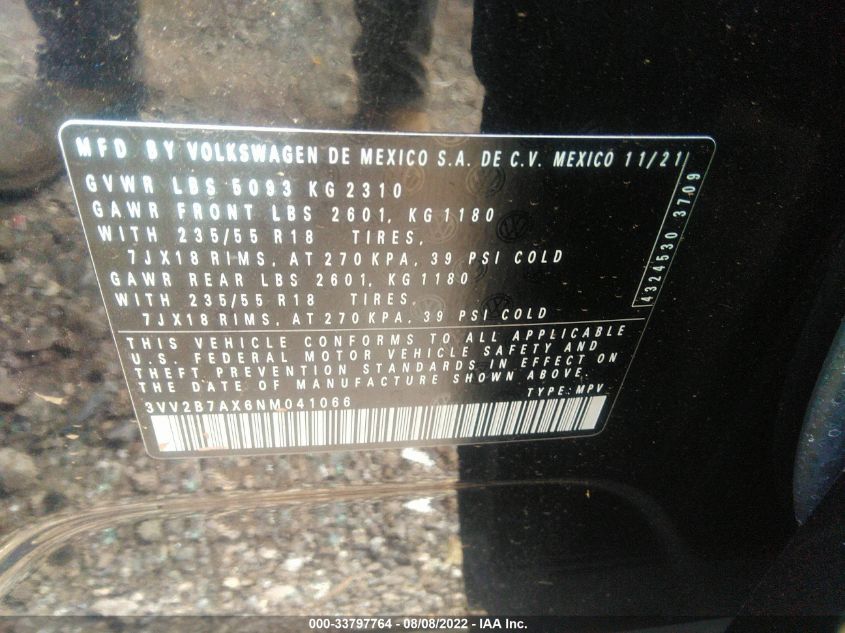 MFD BY VOLKSWAGEN DE MEXICO S.A. DE C.V. MEXICO 11/21
GVWR LBS 5093 KG 2310
GAWR FRONT LBS 2601, KG 1180
WITH 235/55 R18 TIRES,
7JX18 RIMS, AT 270 KPA, 39 PSI COLD
GAWR REAR LBS 2601, KG 1180
WITH 235/55 R18 TIRES,
7JX18 RIMS, AT 270 KPA, 39 PSI COLD
4324530 3709
THIS VEHICLE CONFORMS TO ALL APPLICABLE
U.S. FEDERAL MOTOR VEHICLE SAFETY AND
THEFT PREVENTION STANDARDS IN EFFECT ON
THE DATE OF MANUFACTURE SHOWN ABOVE.
TYPE: MPV
3VV2B7AX6NM041066
000-33797764 - 08/08/2022 - IAA Inc.